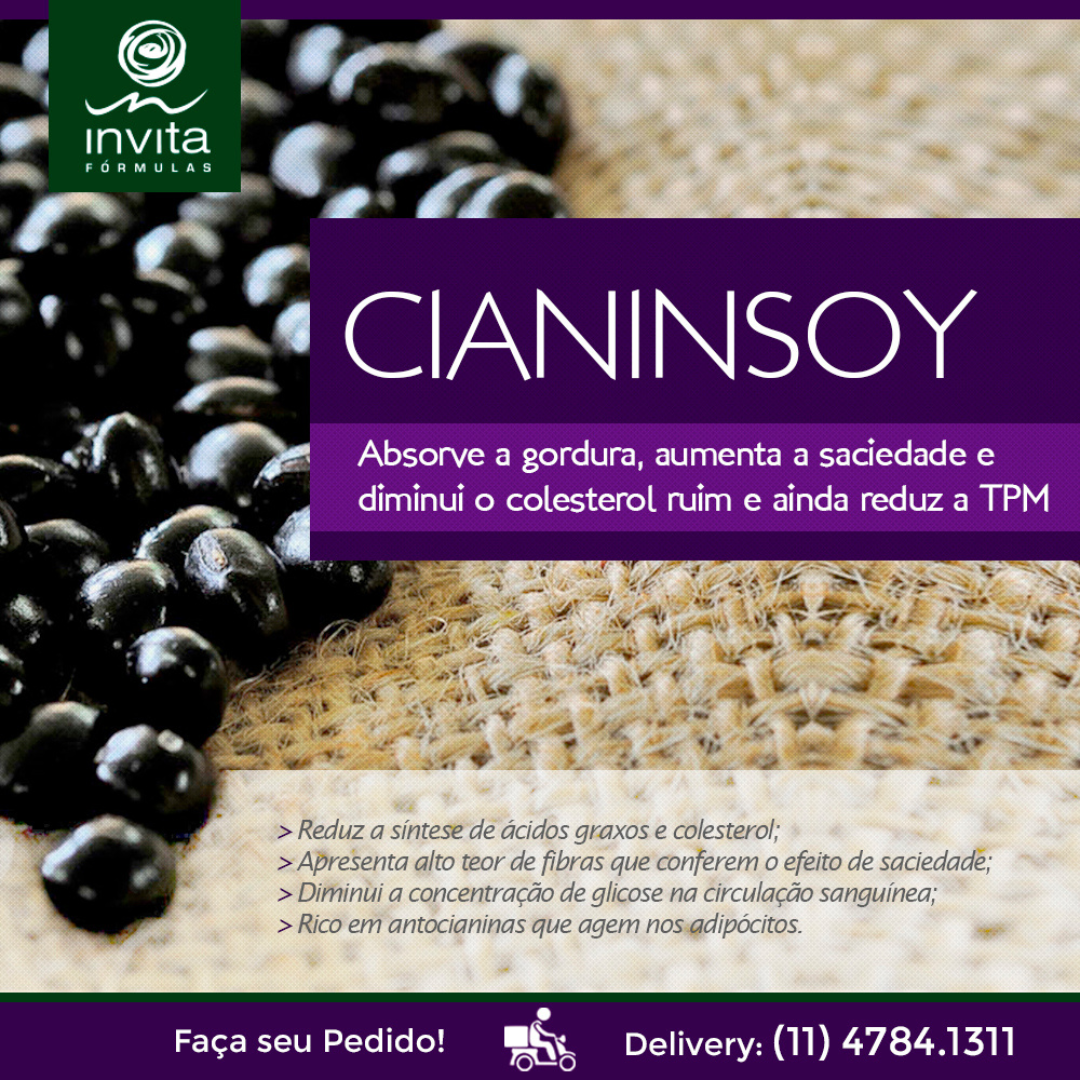 invita
FÓRMULAS
CIANINSOY
Absorve a gordura, aumenta a saciedade e
diminui o colesterol ruim e ainda reduz a TPM
> Reduz a síntese de ácidos graxos e colesterol;
> Apresenta alto teor de fibras que conferem o efeito de saciedade;
> Diminui a concentração de glicose na circulação sanguínea;
> Rico em antocianinas que agem nos adipócitos.
Faça seu Pedido!
Delivery: (11) 4784.1311